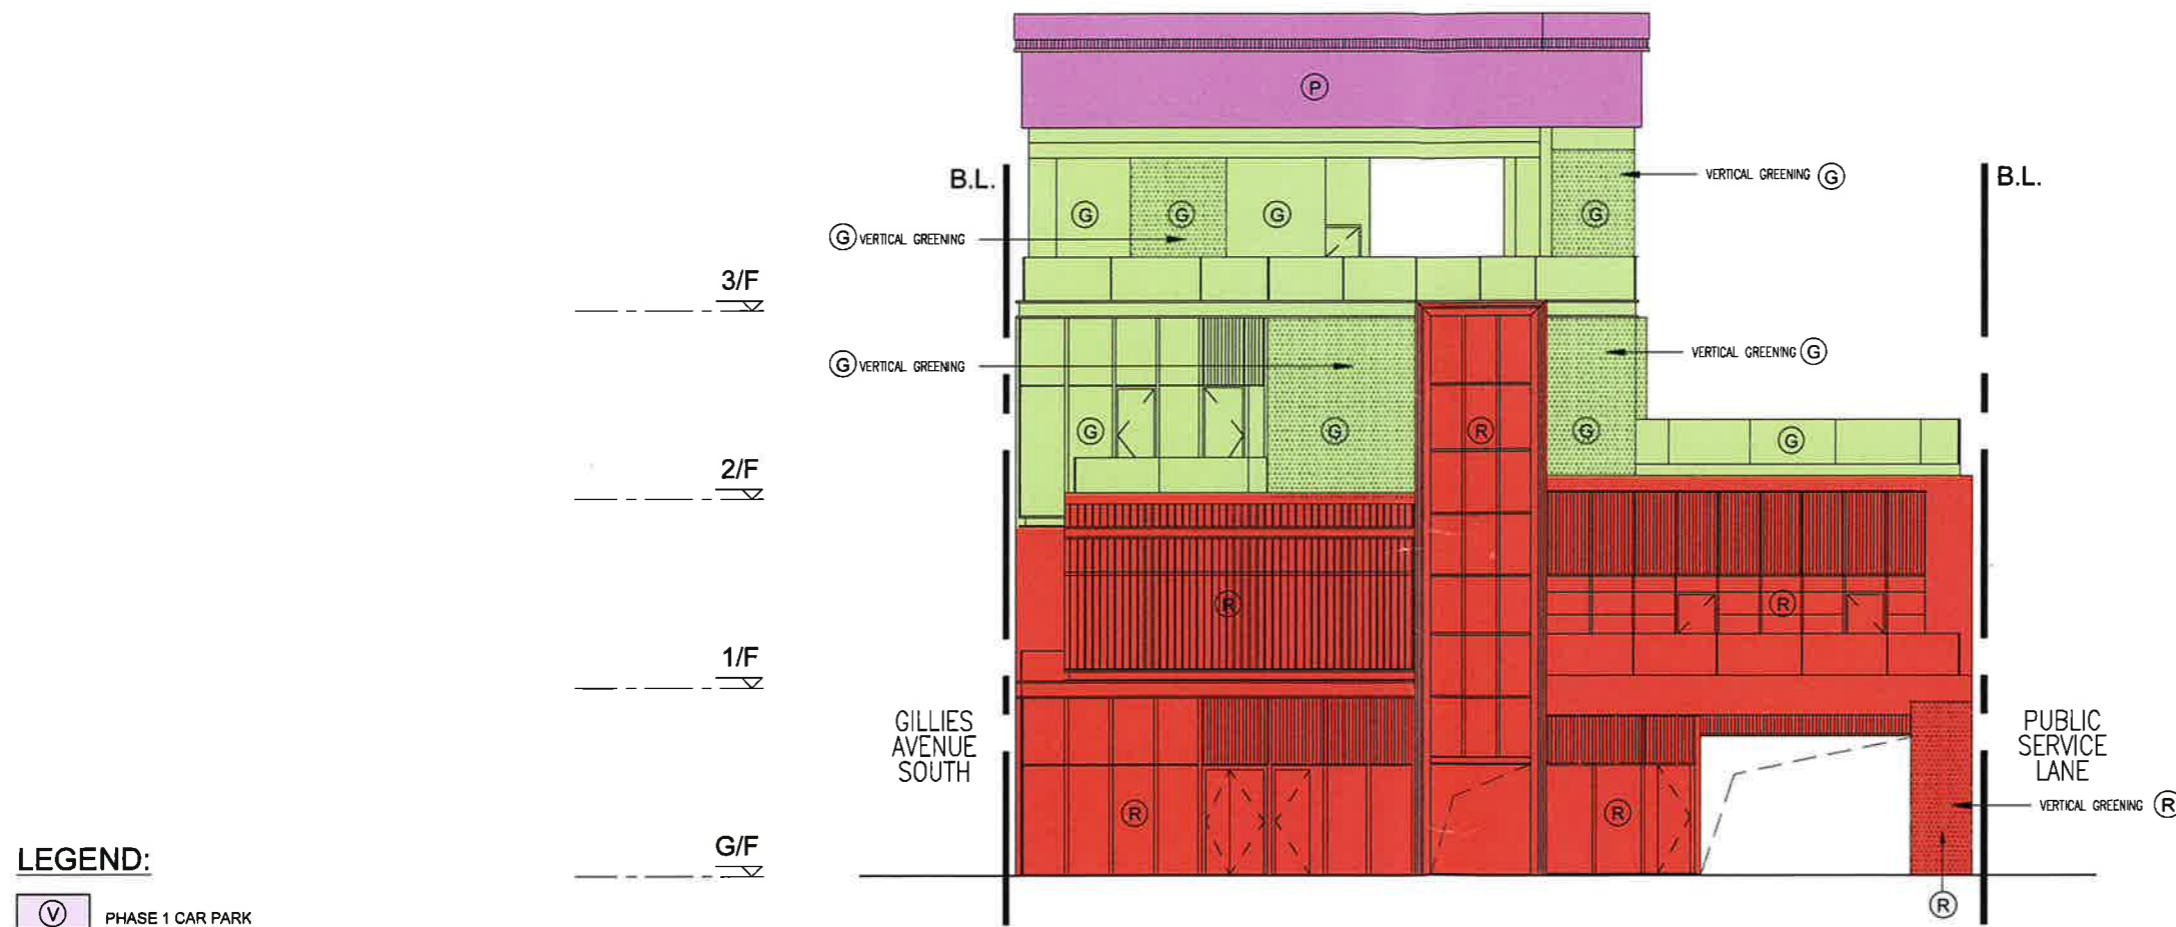 P
B.L.
VERTICAL GREENING G
B.L.
G
G
G
G
G VERTICAL GREENING
3/F
G VERTICAL GREENING
VERTICAL GREENING G
G
G
R
G
G
2/F
R
R
1/F
GILLIES
AVENUE
SOUTH
PUBLIC
SERVICE
LANE
VERTICAL GREENING R
R
R
G/F
R
LEGEND:
V PHASE 1 CAR PARK